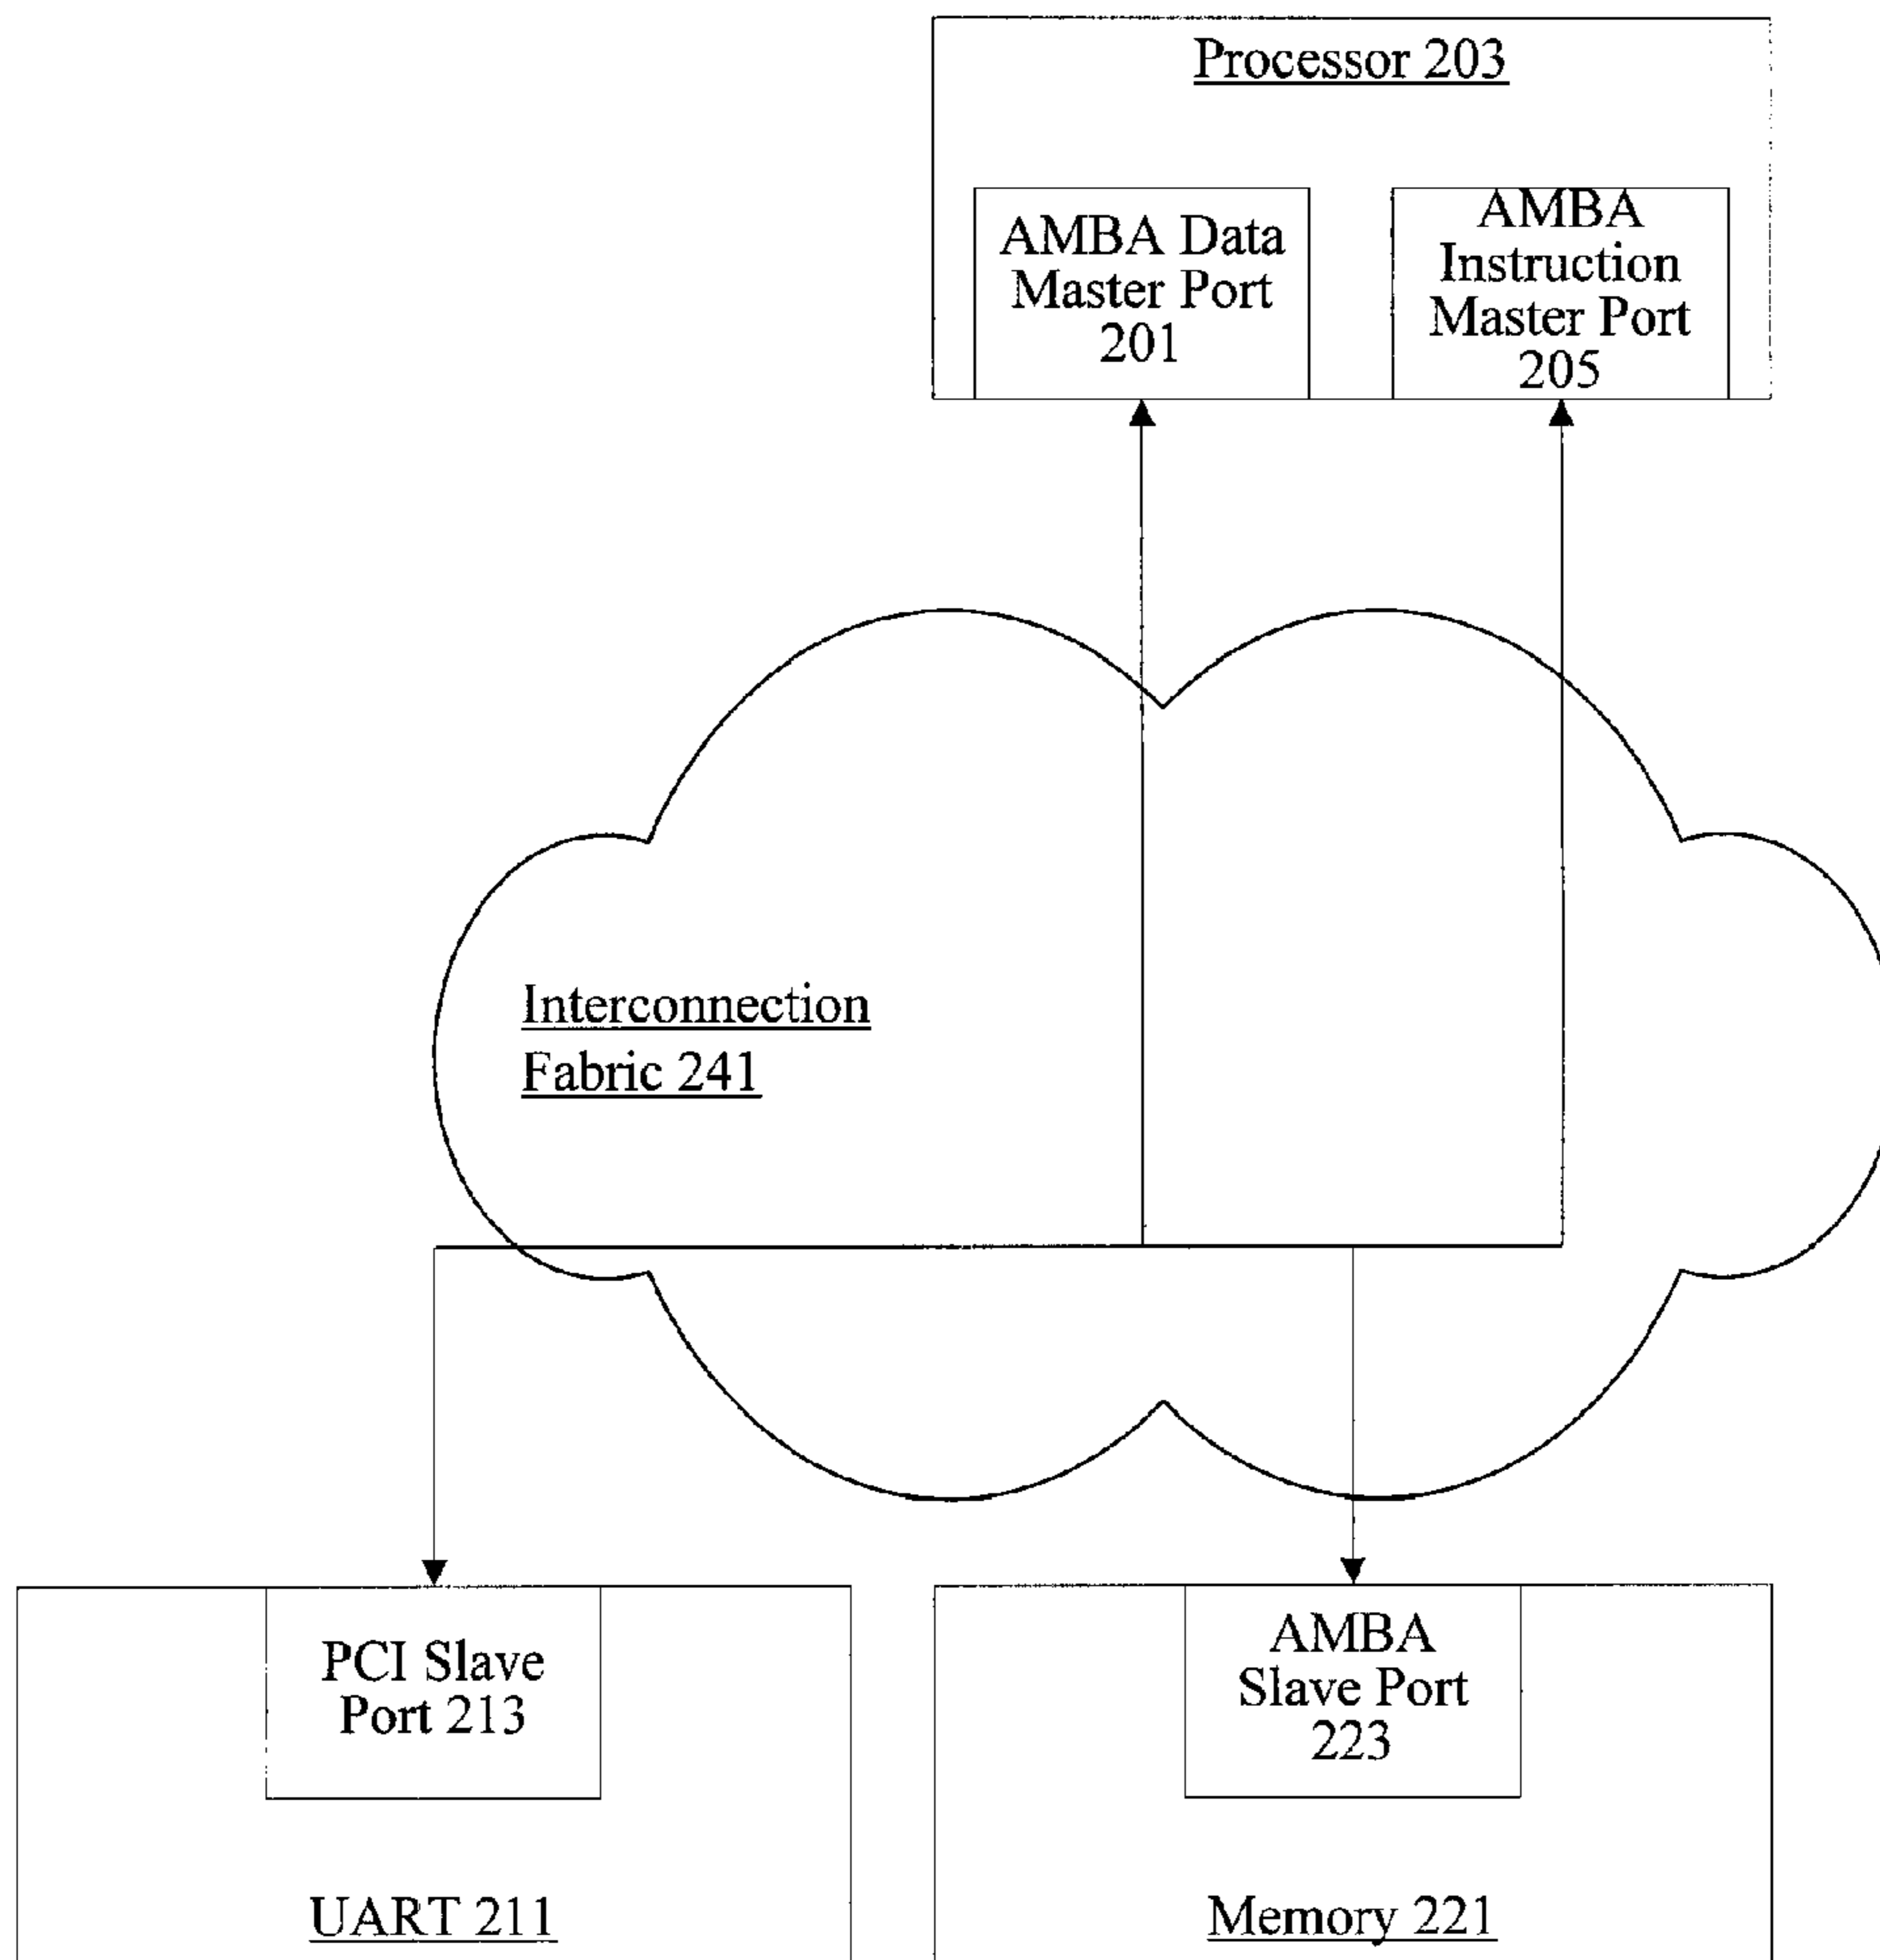 Processor 203
AMBA Data
Master Port
201
AMBA
Instruction
Master Port
205
Interconnection
Fabric 241
PCI Slave
Port 213
AMBA
Slave Port
223
UART 211
Memory 221